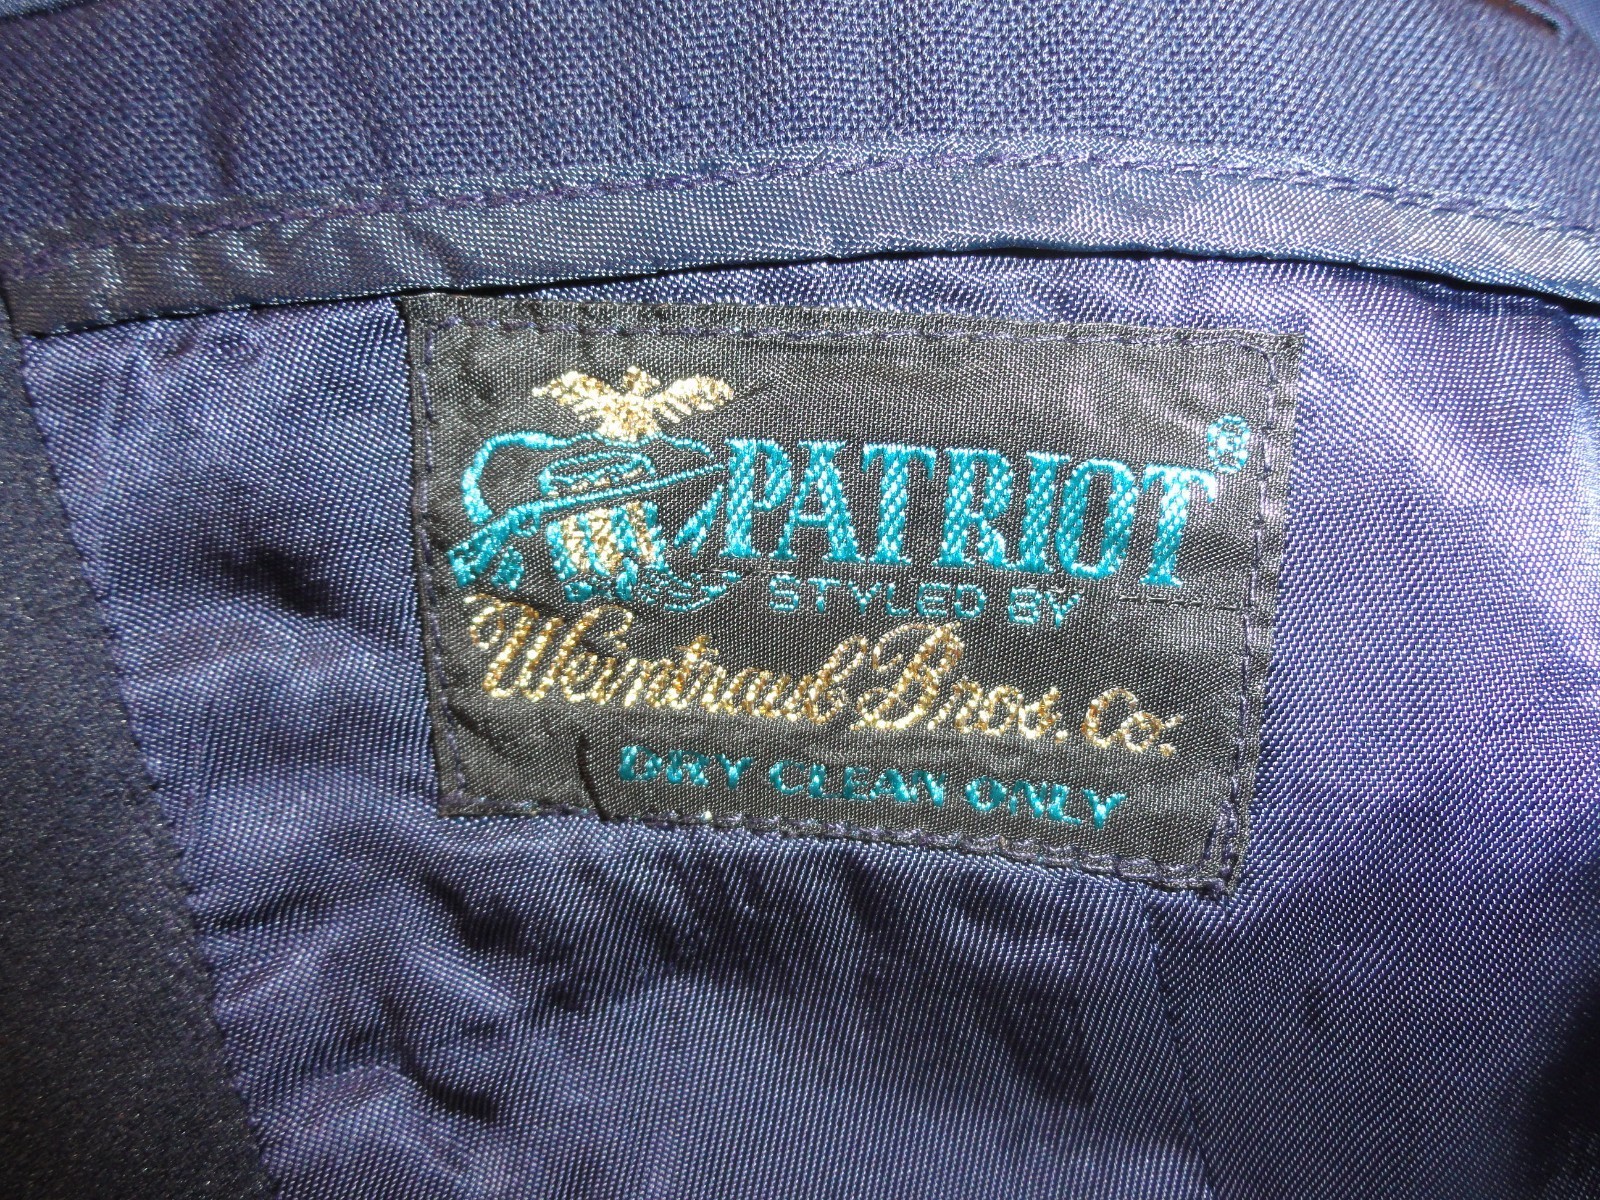 PATRIOT®
STYLED BY
Weintraub Bros. Co.
DRY CLEAN ONLY